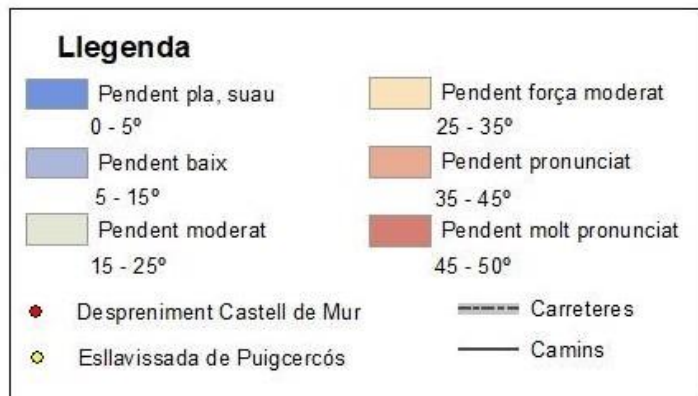 Llegenda
Pendent pla, suau
0 - 5º
Pendent baix
5 - 15º
Pendent moderat
15 - 25º
Pendent força moderat
25 - 35º
Pendent pronunciat
35 - 45º
Pendent molt pronunciat
45 - 50º
Despreniment Castell de Mur
Esllavissada de Puigcercós
Carreteres
Camins